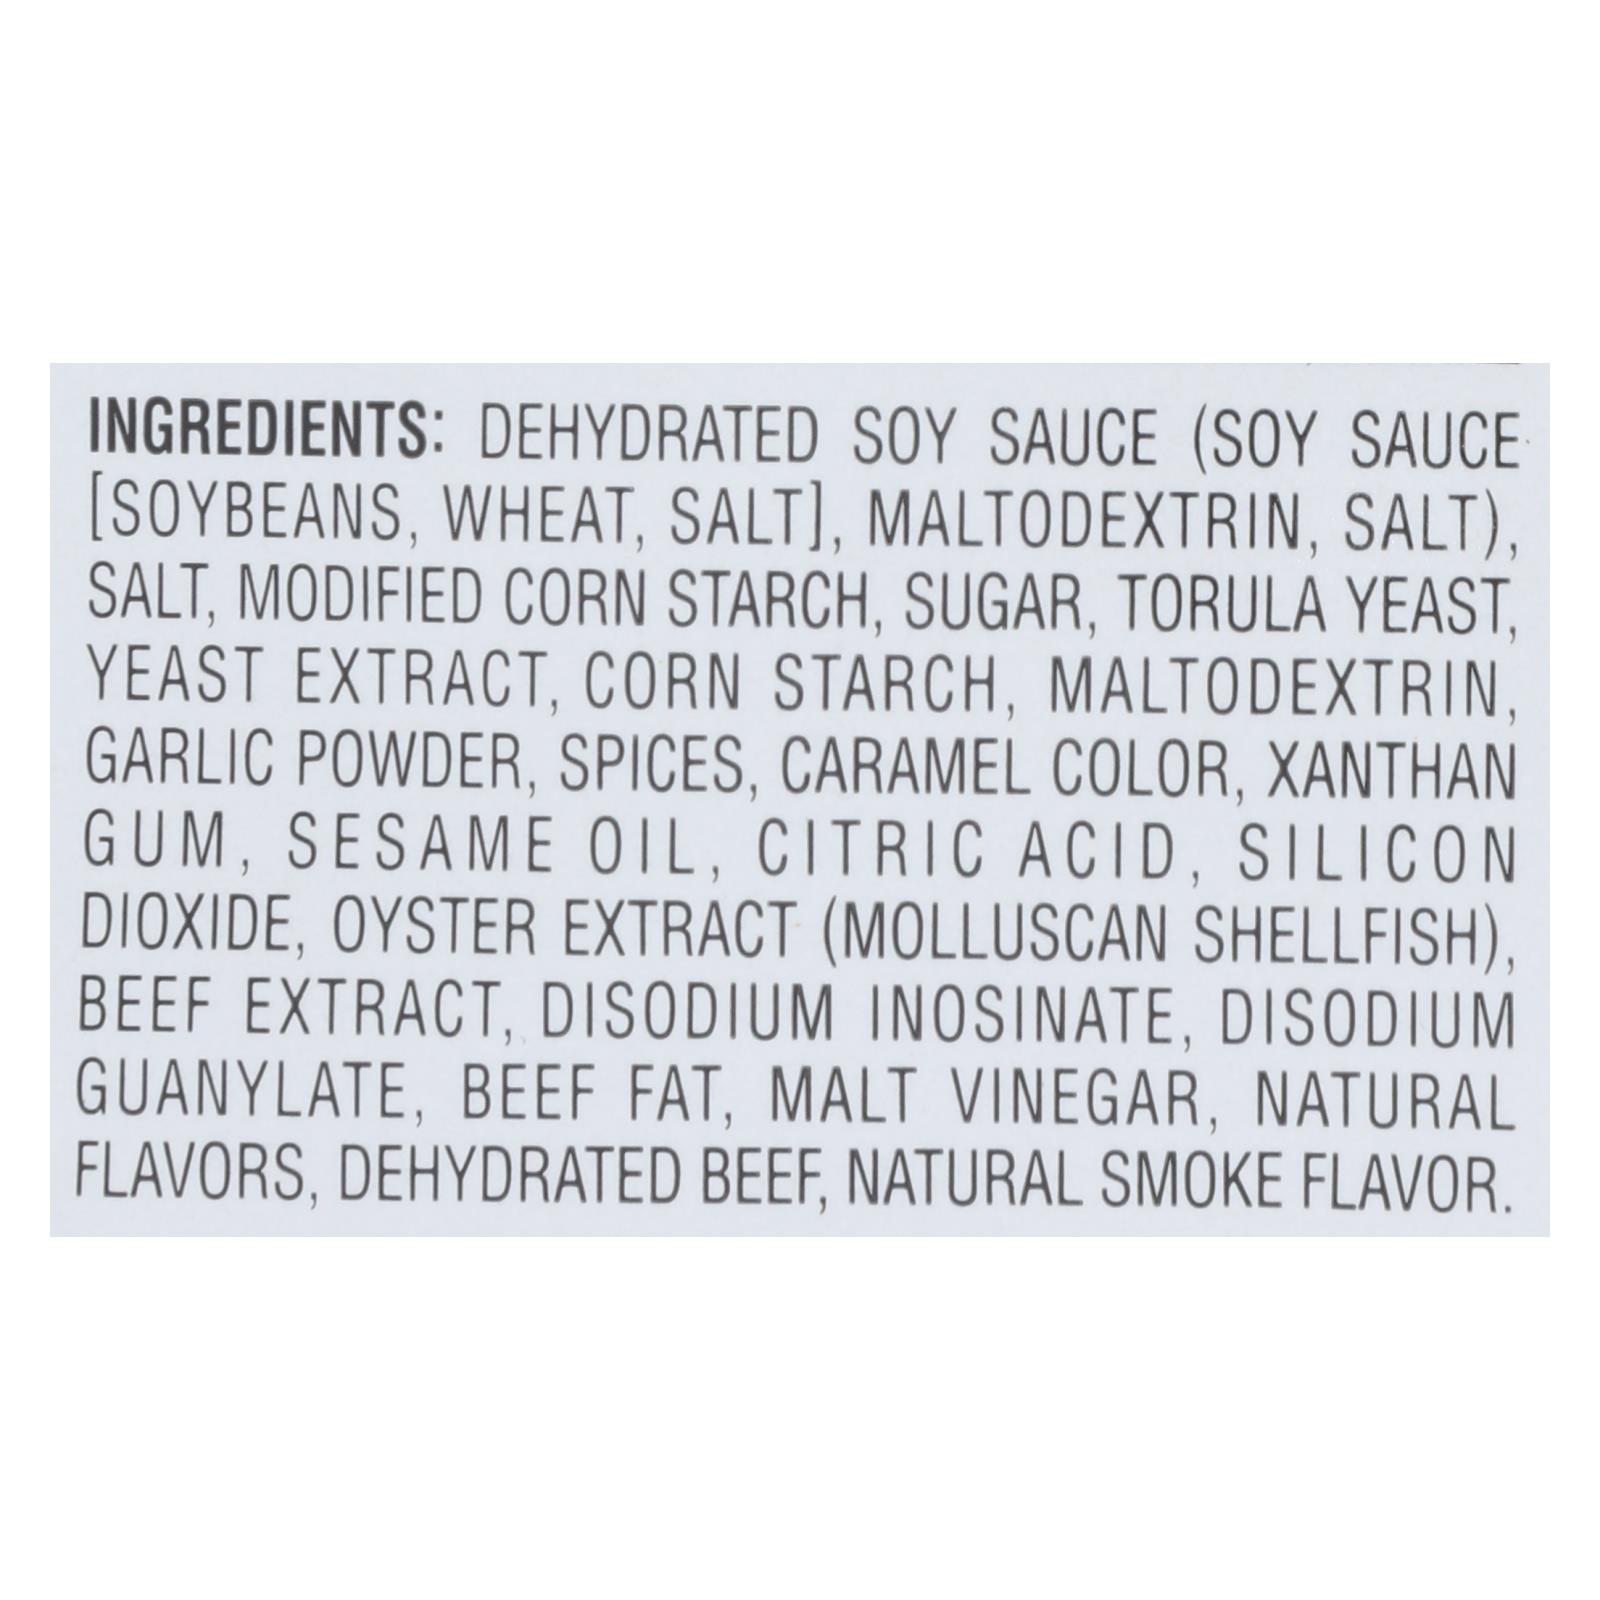 INGREDIENTS: DEHYDRATED SOY SAUCE (SOY SAUCE
[SOYBEANS, WHEAT, SALT], MALTODEXTRIN, SALT),
SALT, MODIFIED CORN STARCH, SUGAR, TORULA YEAST,
YEAST EXTRACT, CORN STARCH, MALTODEXTRIN,
GARLIC POWDER, SPICES, CARAMEL COLOR, XANTHAN
GUM, SESAME OIL, CITRIC ACID, SILICON
DIOXIDE, OYSTER EXTRACT (MOLLUSCAN SHELLFISH),
BEEF EXTRACT, DISODIUM INOSINATE, DISODIUM
GUANYLATE, BEEF FAT, MALT VINEGAR, NATURAL
FLAVORS, DEHYDRATED BEEF, NATURAL SMOKE FLAVOR.